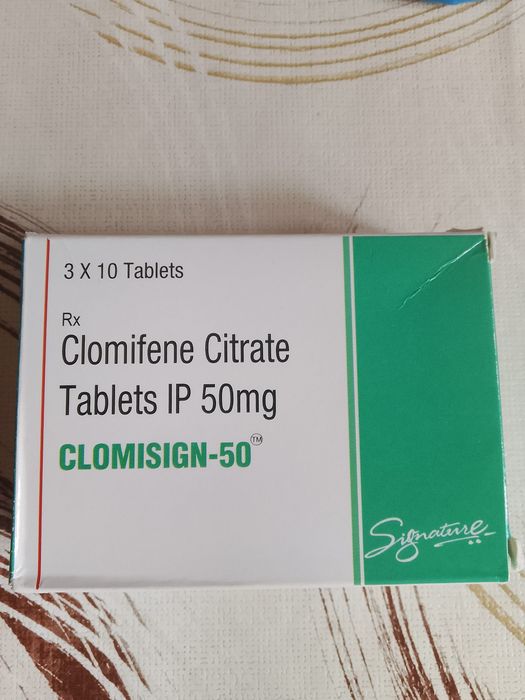 3 X 10 Tablets
Rx
Clomifene Citrate
Tablets IP 50mg
CLOMISIGN-50™
Signature